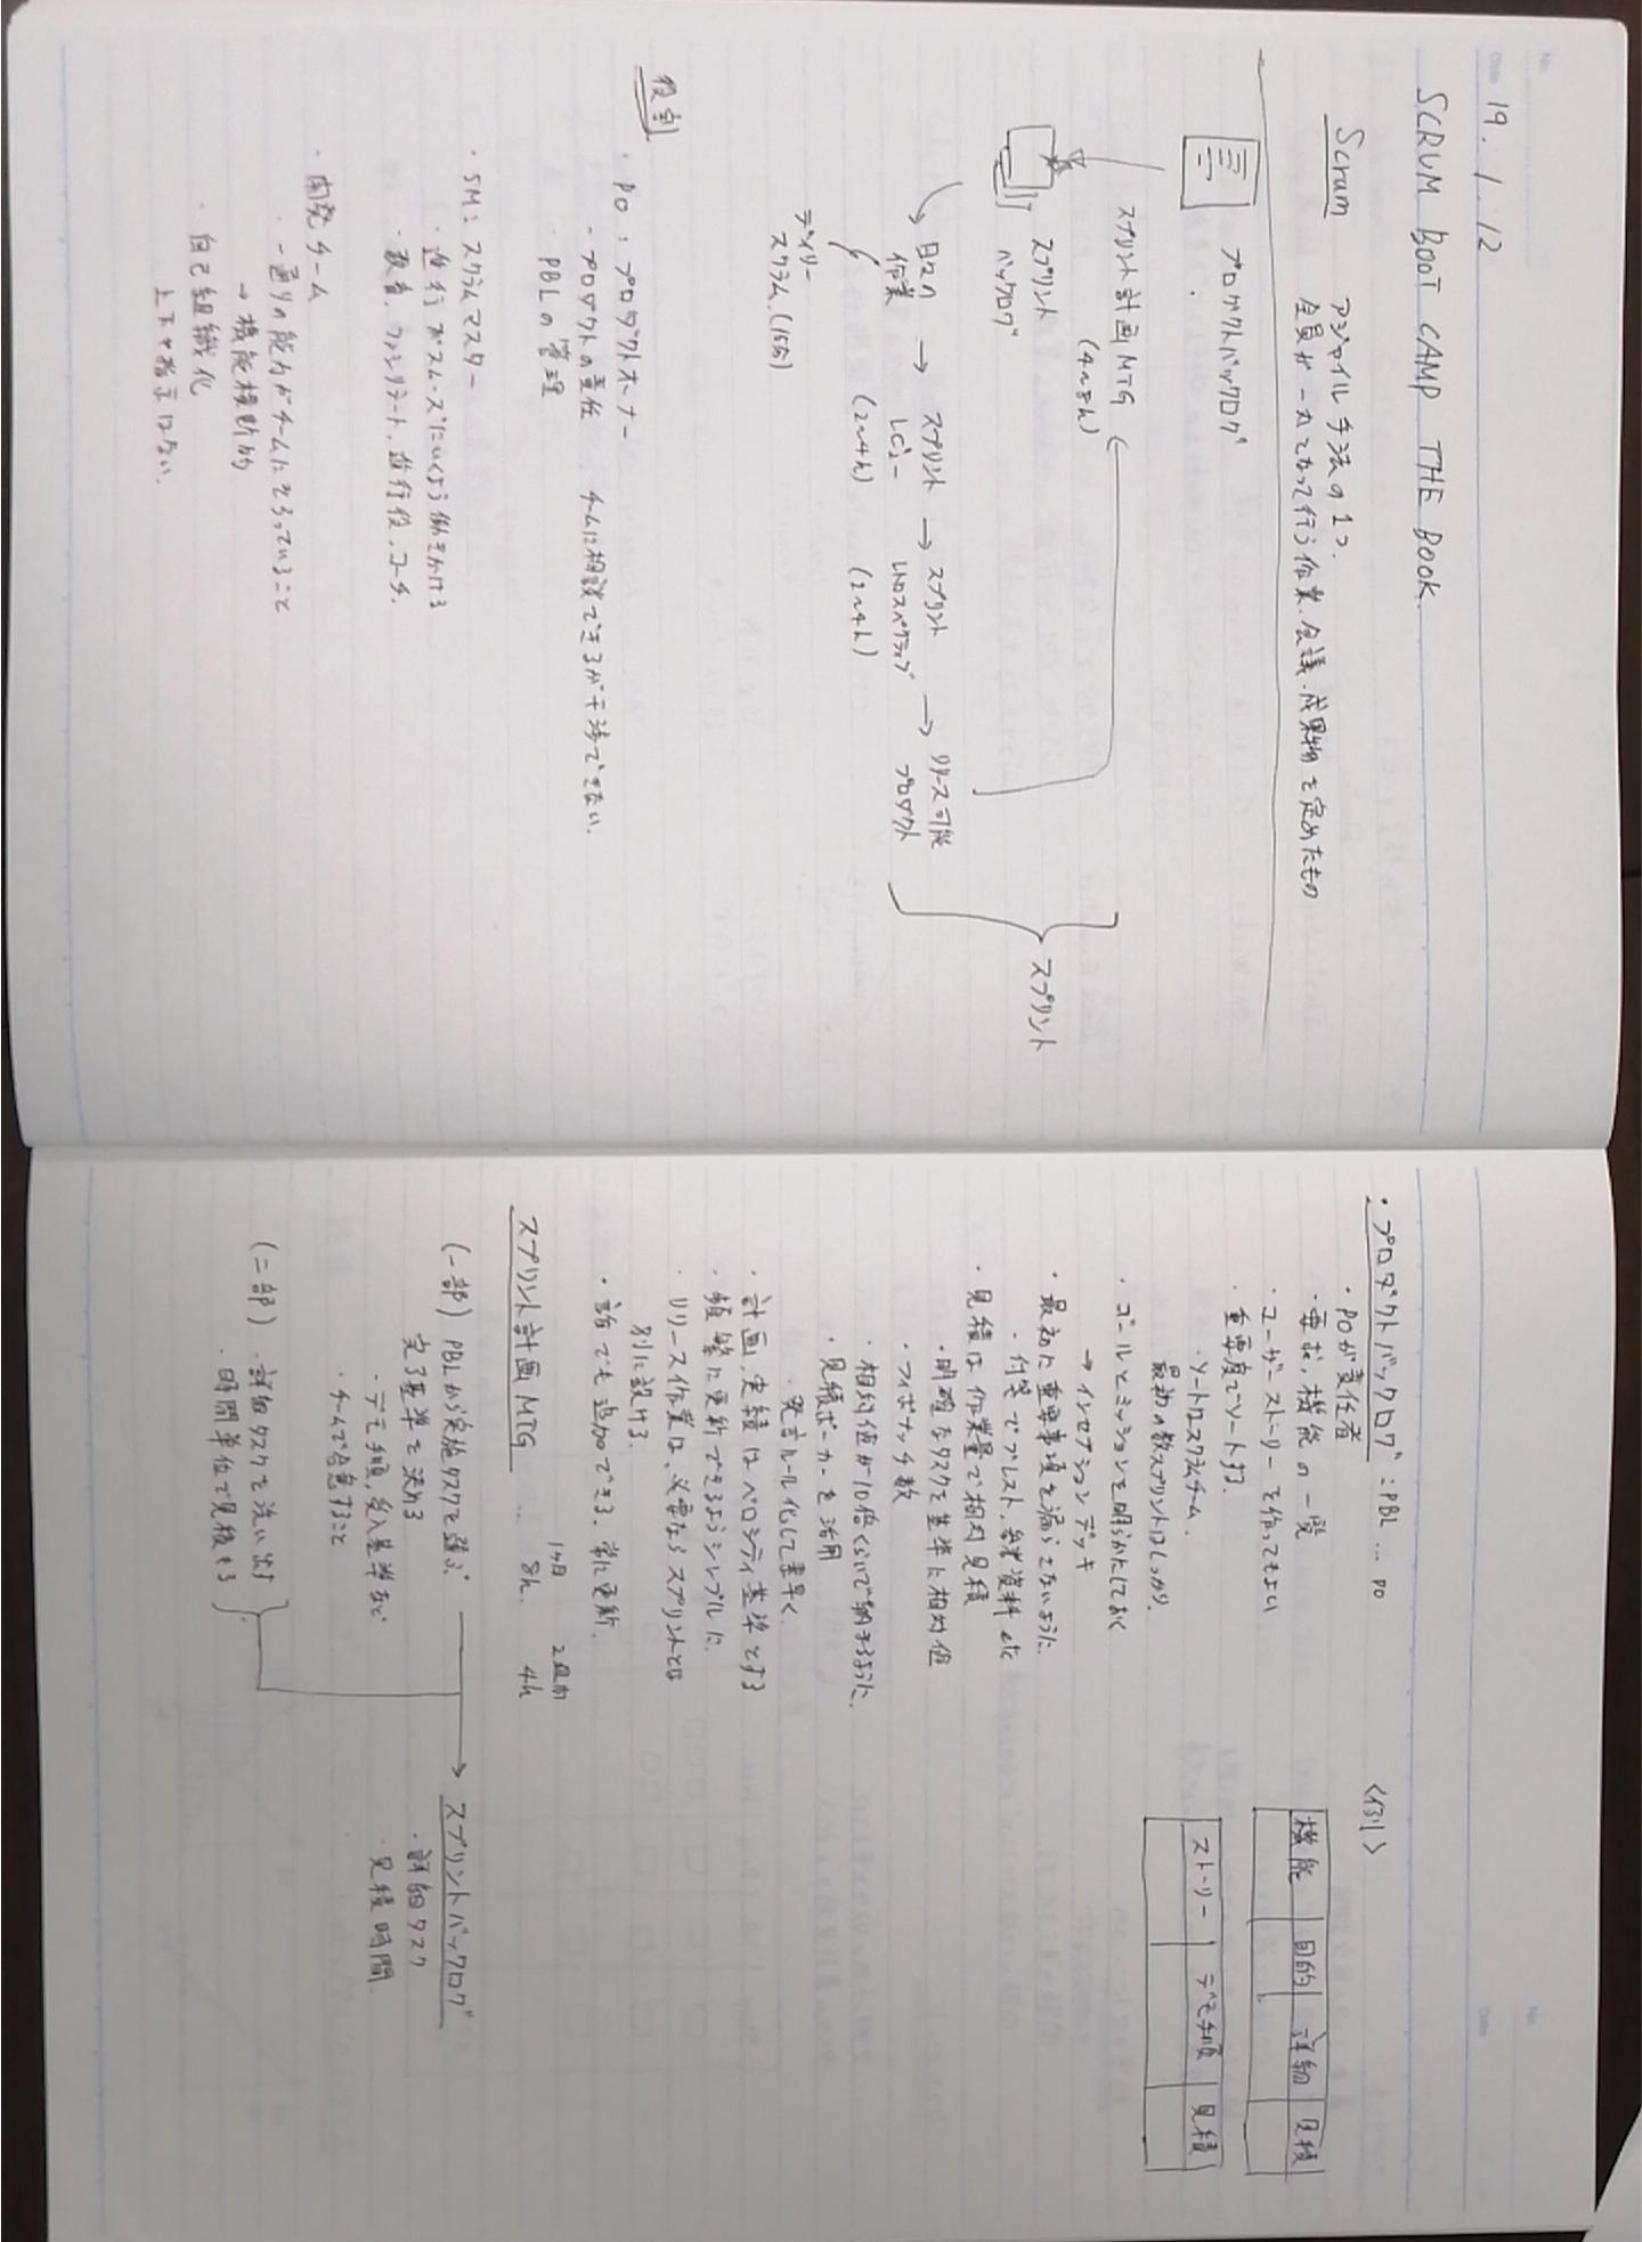 19. 1. 12
SCRUM BOOT CAMP THE BOOK.
Scrum アジャイル手法の1つ.
全員が一丸となって行う作業.会議.成果物を定めたもの
プロダクトバックログ
スプリント計画MTG
(4~8h)
スプリント
バックログ
日々の
作業
→ スプリント
レビュー
(2~4h)
→ スプリント
レトロスペクティブ
(2~4h)
→ リリース可能
プロダクト
スプリント
デイリー
スクラム.(15分)
役割
・PO:プロダクトオーナー
- プロダクトの責任 チームに相談できるが干渉できない.
・PBLの管理
・SM:スクラムマスター
・進行がスムーズにいくよう働きかける
・教育.ファシリテート.進行役.コーチ.
・開発チーム
・一通りの能力がチームにそろっていること
→ 機能横断的
・自己組織化
上下や指示はない.
・プロダクトバックログ:PBL … PO
・POが責任者
・要求,機能の一覧
・ユーザーストーリーを作ってもよい
・重要度でソートする.
・ソートはスクラムチーム.
最初の数スプリントはしっかり.
・ゴールとミッションを明らかにしておく
→ インセプションデッキ
・最初に重要事項を漏らさないように.
・付箋でブレスト,参考資料etc
・見積は作業量で相対見積
・明確なタスクを基準に相対値
・フィボナッチ数
・相対値が10倍くらいで納まるように.
・見積ポーカーを活用
・発言ルール化して素早く.
・計画,実績はベロシティ基準とする
・頻繁に更新できるようシンプルに.
・リリース作業は、必要ならスプリントとは
別に設ける.
・誰でも追加できる.常に更新.
〈例〉
機能 目的 詳細 見積
ストーリー デモ手順 見積
スプリント計画MTG … 1ヶ月 8h. 2週間 4h
(一部) PBLから実施タスクを選ぶ.
完了基準を決める
・デモ手順,受入基準など
・チームで合意すること
(二部) ・詳細タスクを洗い出す
・時間単位で見積もる
→ スプリントバックログ
・詳細タスク
・見積時間